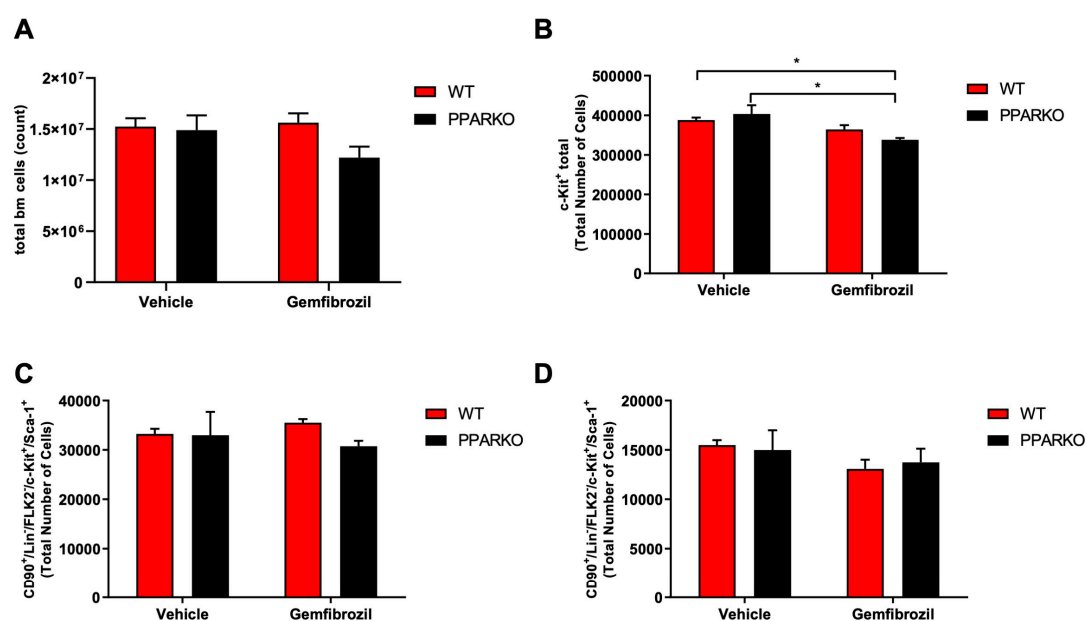 A
total bm cells (count)
2×10⁷
1.5×10⁷
1×10⁷
5×10⁶
0
Vehicle
Gemfibrozil
WT
PPARKO
B
c-Kit⁺ total
(Total Number of Cells)
500000
400000
300000
200000
100000
0
*
*
Vehicle
Gemfibrozil
WT
PPARKO
C
CD90⁺/Lin⁻/FLK2⁻/c-Kit⁺/Sca-1⁺
(Total Number of Cells)
40000
30000
20000
10000
0
Vehicle
Gemfibrozil
WT
PPARKO
D
CD90⁺/Lin⁻/FLK2⁻/c-Kit⁺/Sca-1⁺
(Total Number of Cells)
20000
15000
10000
5000
0
Vehicle
Gemfibrozil
WT
PPARKO